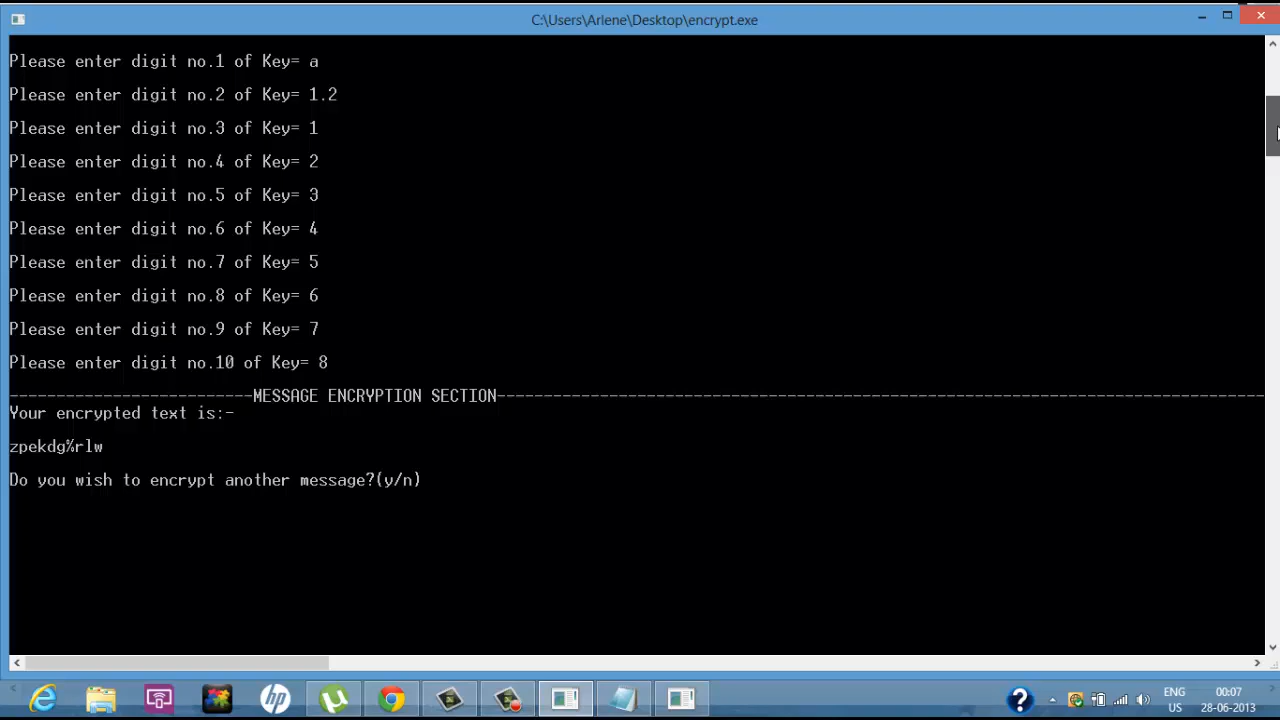 C:\Users\Arlene\Desktop\encrypt.exe
Please enter digit no.1 of Key= a
Please enter digit no.2 of Key= 1.2
Please enter digit no.3 of Key= 1
Please enter digit no.4 of Key= 2
Please enter digit no.5 of Key= 3
Please enter digit no.6 of Key= 4
Please enter digit no.7 of Key= 5
Please enter digit no.8 of Key= 6
Please enter digit no.9 of Key= 7
Please enter digit no.10 of Key= 8
--------------------------MESSAGE ENCRYPTION SECTION----------------------------------------------------------------------------------
Your encrypted text is:-
zpekdg%rlw
Do you wish to encrypt another message?(y/n)
ENG 00:07
US 28-06-2013